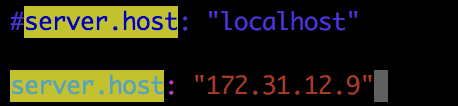 #server.host: "localhost"
server.host: "172.31.12.9"